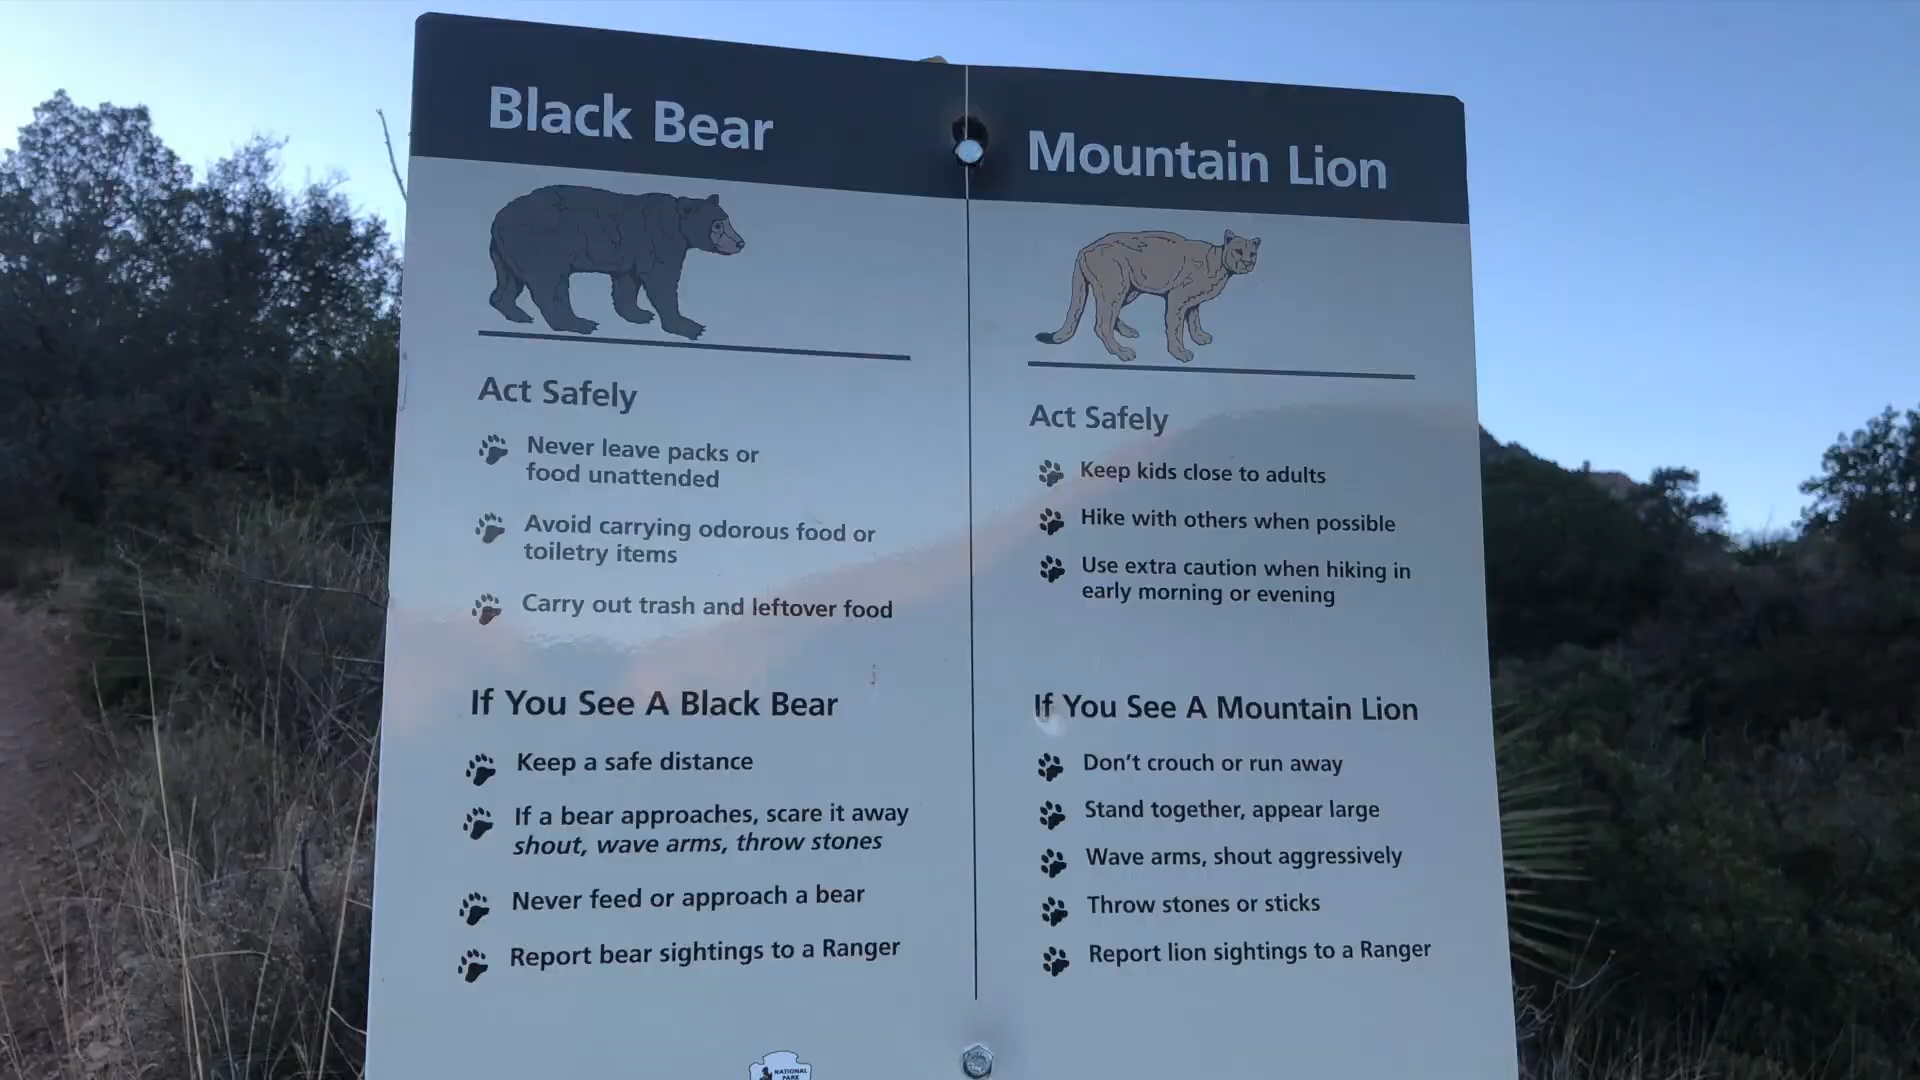 Black Bear
Act Safely
Never leave packs or
food unattended
Avoid carrying odorous food or
toiletry items
Carry out trash and leftover food
If You See A Black Bear
Keep a safe distance
If a bear approaches, scare it away
shout, wave arms, throw stones
Never feed or approach a bear
Report bear sightings to a Ranger
Mountain Lion
Act Safely
Keep kids close to adults
Hike with others when possible
Use extra caution when hiking in
early morning or evening
If You See A Mountain Lion
Don't crouch or run away
Stand together, appear large
Wave arms, shout aggressively
Throw stones or sticks
Report lion sightings to a Ranger
NATIONAL
PARK